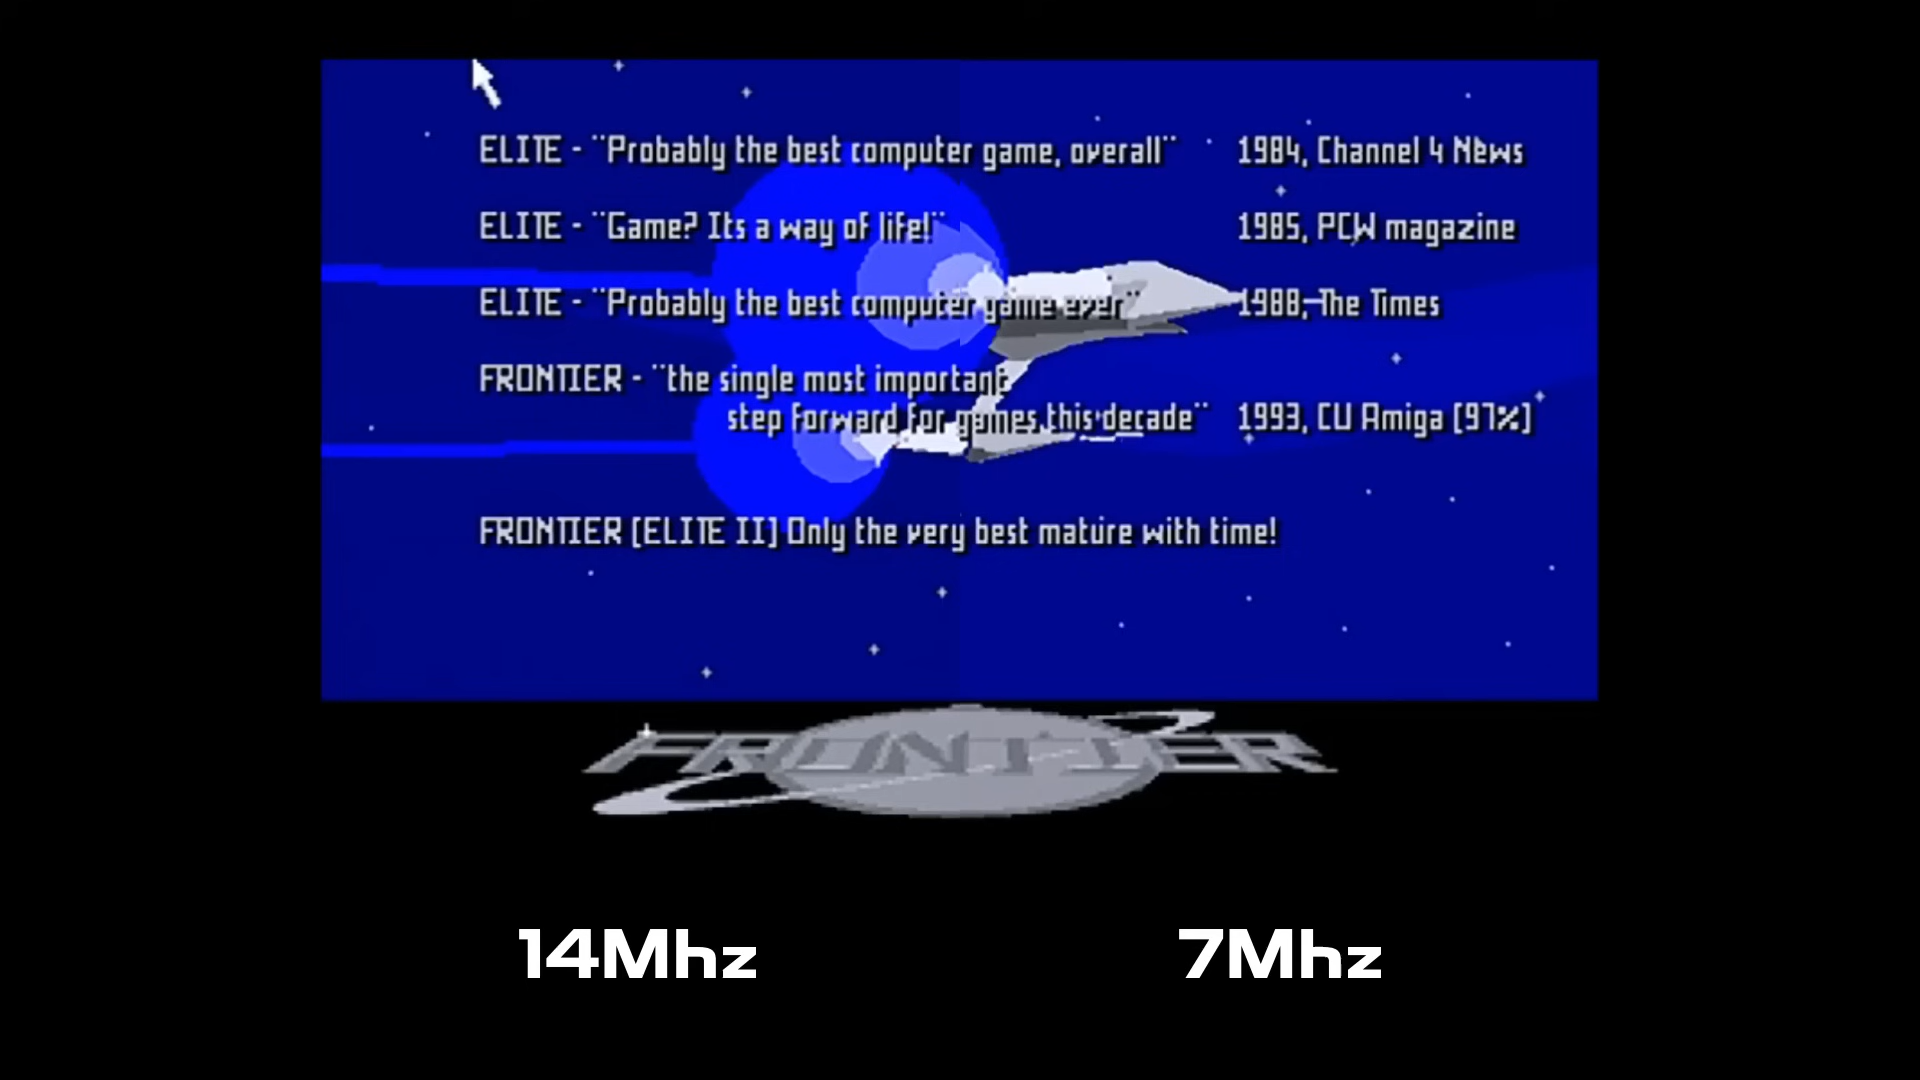 ELITE - "Probably the best computer game, overall" 1984, Channel 4 News
ELITE - "Game? Its a way of life!" 1985, PCW magazine
ELITE - "Probably the best computer game ever" 1988, The Times
FRONTIER - "the single most important
step forward for games this decade" 1993, CU Amiga [97%]
FRONTIER [ELITE II] Only the very best mature with time!
FRONTIER
14Mhz 7Mhz